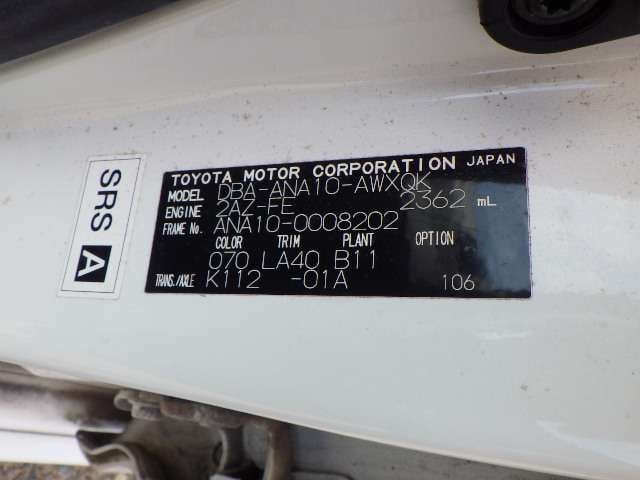 SRS A
TOYOTA MOTOR CORPORATION JAPAN
MODEL DBA-ANA10-AWXQK
ENGINE 2AZ-FE 2362 mL
FRAME No. ANA10-0008202
COLOR TRIM PLANT OPTION
070 LA40 B11
TRANS./AXLE K112 -01A 106